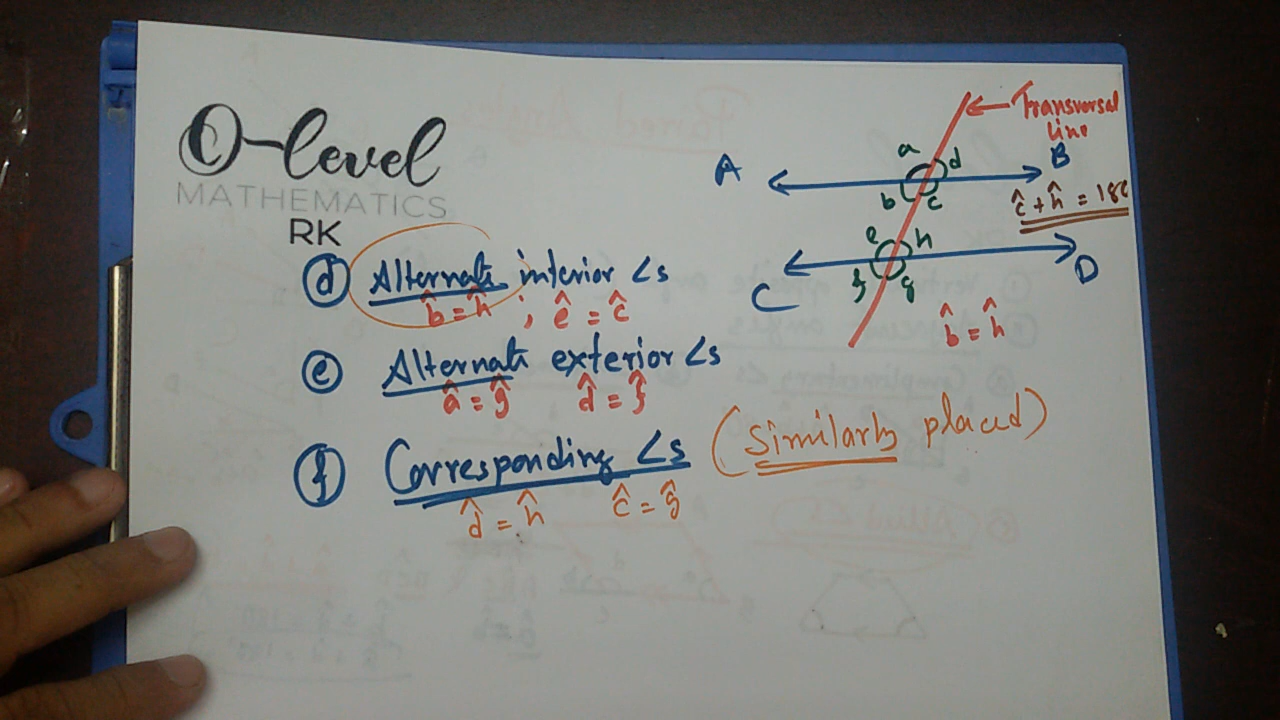 O-level
MATHEMATICS
RK
Transversal
line
a d
A B
b c
ĉ + ĥ = 180
e h
C D
f g
b̂ = ĥ
(d) Alternate interior ∠s
b̂ = ĥ ; ê = ĉ
(e) Alternate exterior ∠s
â = ĝ d̂ = f̂
(f) Corresponding ∠s (Similarly placed)
d̂ = ĥ ĉ = ĝ